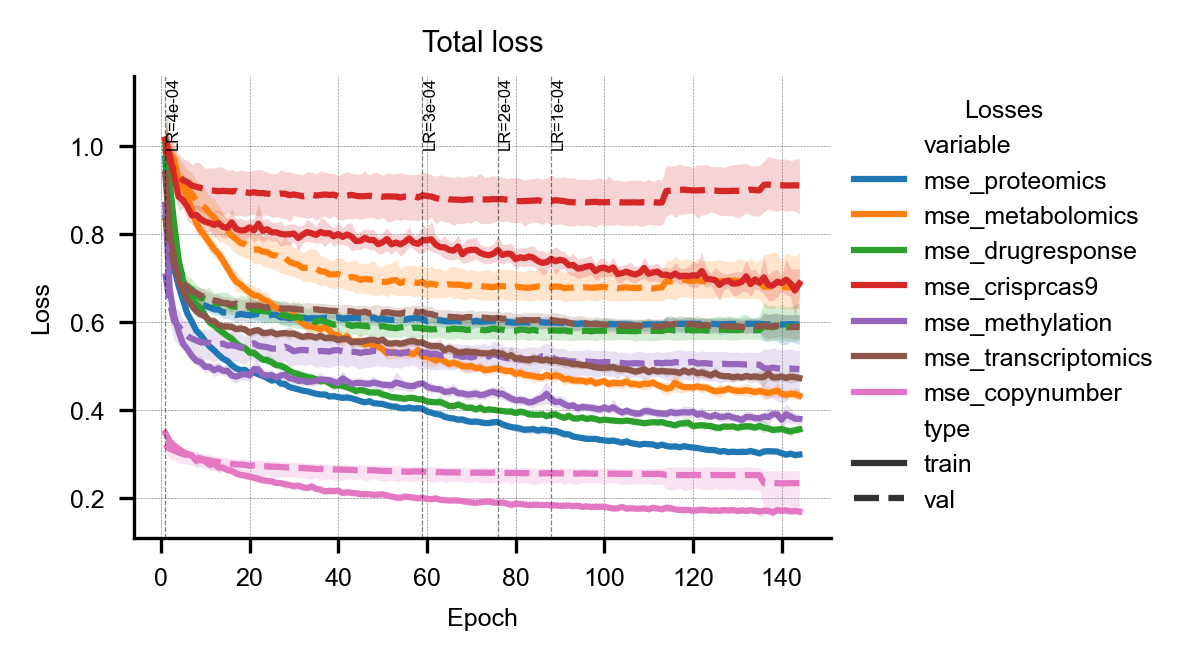 Total loss
LR=4e-04
LR=3e-04
LR=2e-04
LR=1e-04
1.0
0.8
0.6
0.4
0.2
Loss
0
20
40
60
80
100
120
140
Epoch
Losses
variable
mse_proteomics
mse_metabolomics
mse_drugresponse
mse_crisprcas9
mse_methylation
mse_transcriptomics
mse_copynumber
type
train
val